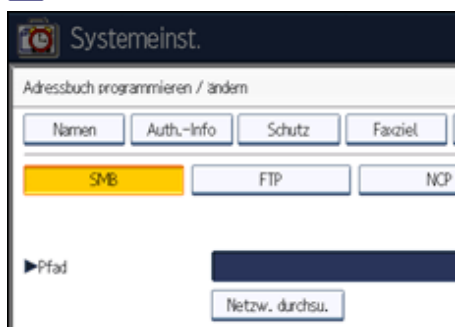 Systemeinst.
Adressbuch programmieren / ändern
Namen Auth.-Info Schutz Faxziel
SMB FTP NCP
►Pfad
Netzw. durchsu.